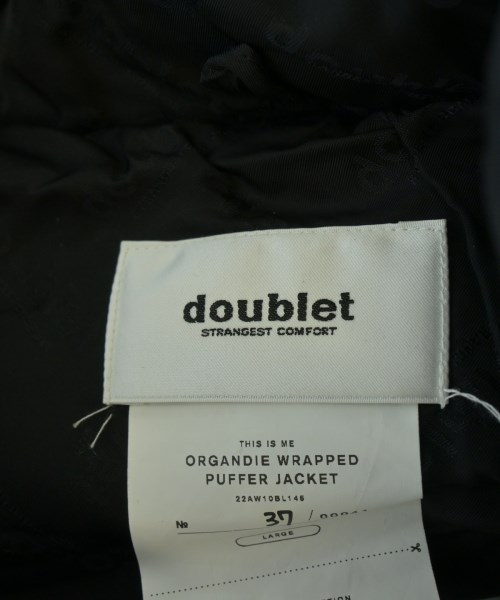 doublet
STRANGEST COMFORT
THIS IS ME
ORGANDIE WRAPPED
PUFFER JACKET
22AW10BL146
№ 37 /
LARGE